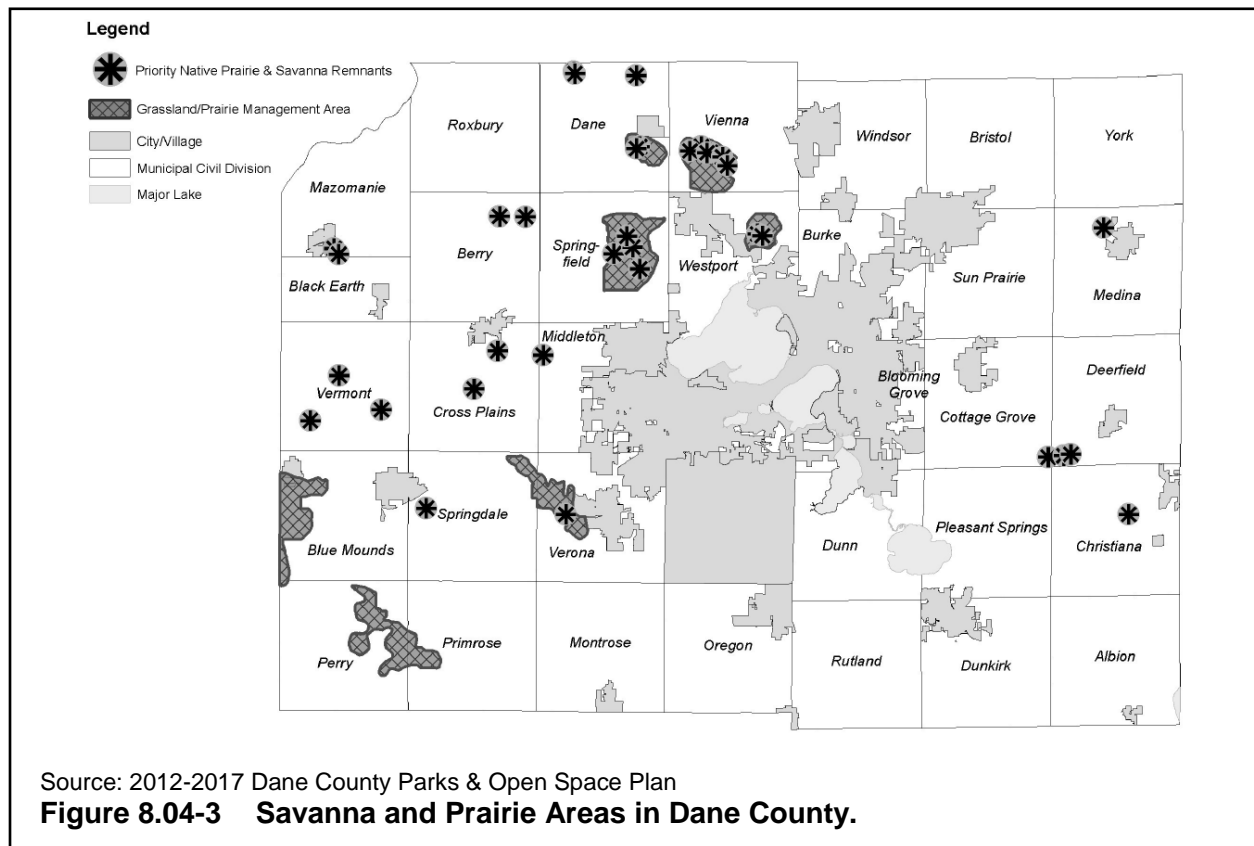 Legend
Priority Native Prairie & Savanna Remnants
Grassland/Prairie Management Area
City/Village
Municipal Civil Division
Major Lake
Roxbury
Dane
Vienna
Windsor
Bristol
York
Mazomanie
Berry
Spring-
field
Westport
Burke
Sun Prairie
Medina
Black Earth
Middleton
Vermont
Cross Plains
Blooming
Grove
Cottage Grove
Deerfield
Blue Mounds
Springdale
Verona
Dunn
Pleasant Springs
Christiana
Perry
Primrose
Montrose
Oregon
Rutland
Dunkirk
Albion
Source: 2012-2017 Dane County Parks & Open Space Plan
Figure 8.04-3 Savanna and Prairie Areas in Dane County.